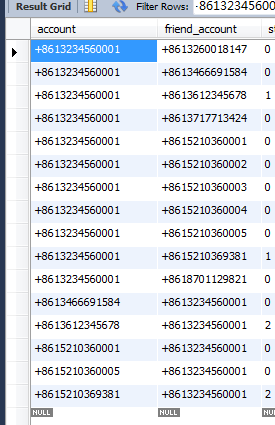 Result Grid Filter Rows: -86132345600
account friend_account st
+8613234560001 +8613260018147 0
+8613234560001 +8613466691584 0
+8613234560001 +8613612345678 1
+8613234560001 +8613717713424 0
+8613234560001 +8615210360001 0
+8613234560001 +8615210360002 0
+8613234560001 +8615210360003 0
+8613234560001 +8615210360004 0
+8613234560001 +8615210360005 0
+8613234560001 +8615210369381 1
+8613234560001 +8618701129821 0
+8613466691584 +8613234560001 0
+8613612345678 +8613234560001 2
+8615210360001 +8613234560001 0
+8615210360005 +8613234560001 0
+8615210369381 +8613234560001 2
NULL NULL NULL